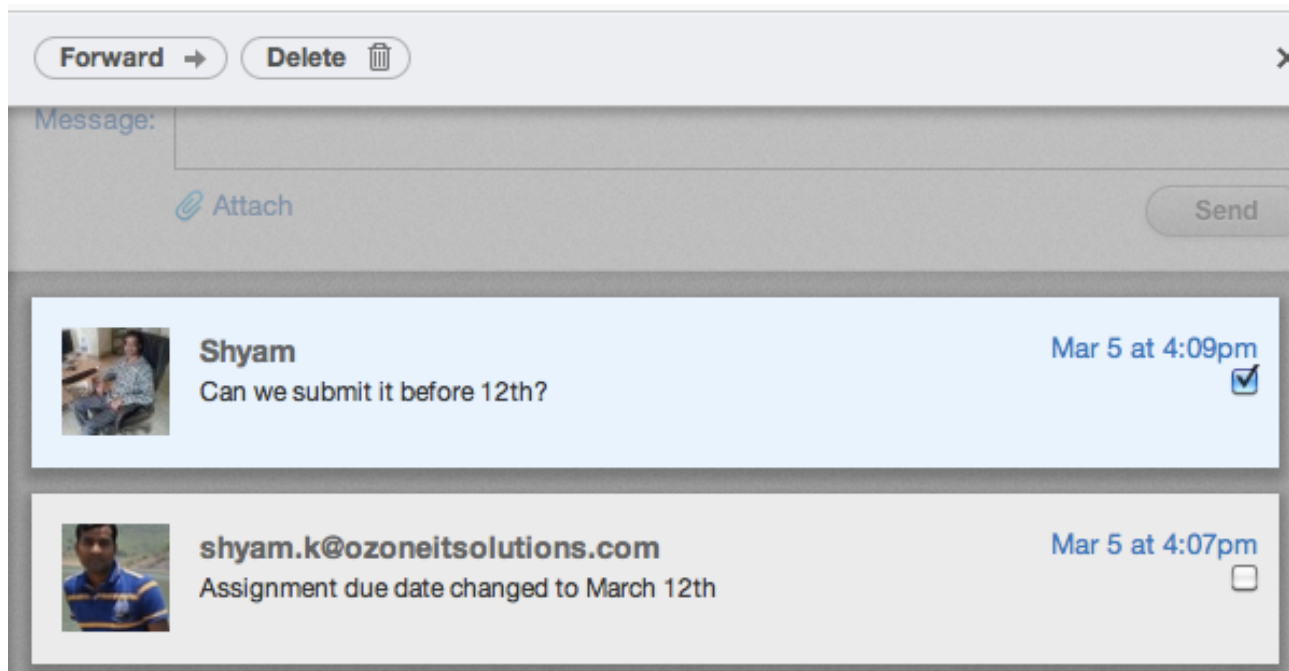 Forward Delete
Message:
Attach
Send
Shyam
Mar 5 at 4:09pm
Can we submit it before 12th?
shyam.k@ozoneitsolutions.com
Mar 5 at 4:07pm
Assignment due date changed to March 12th